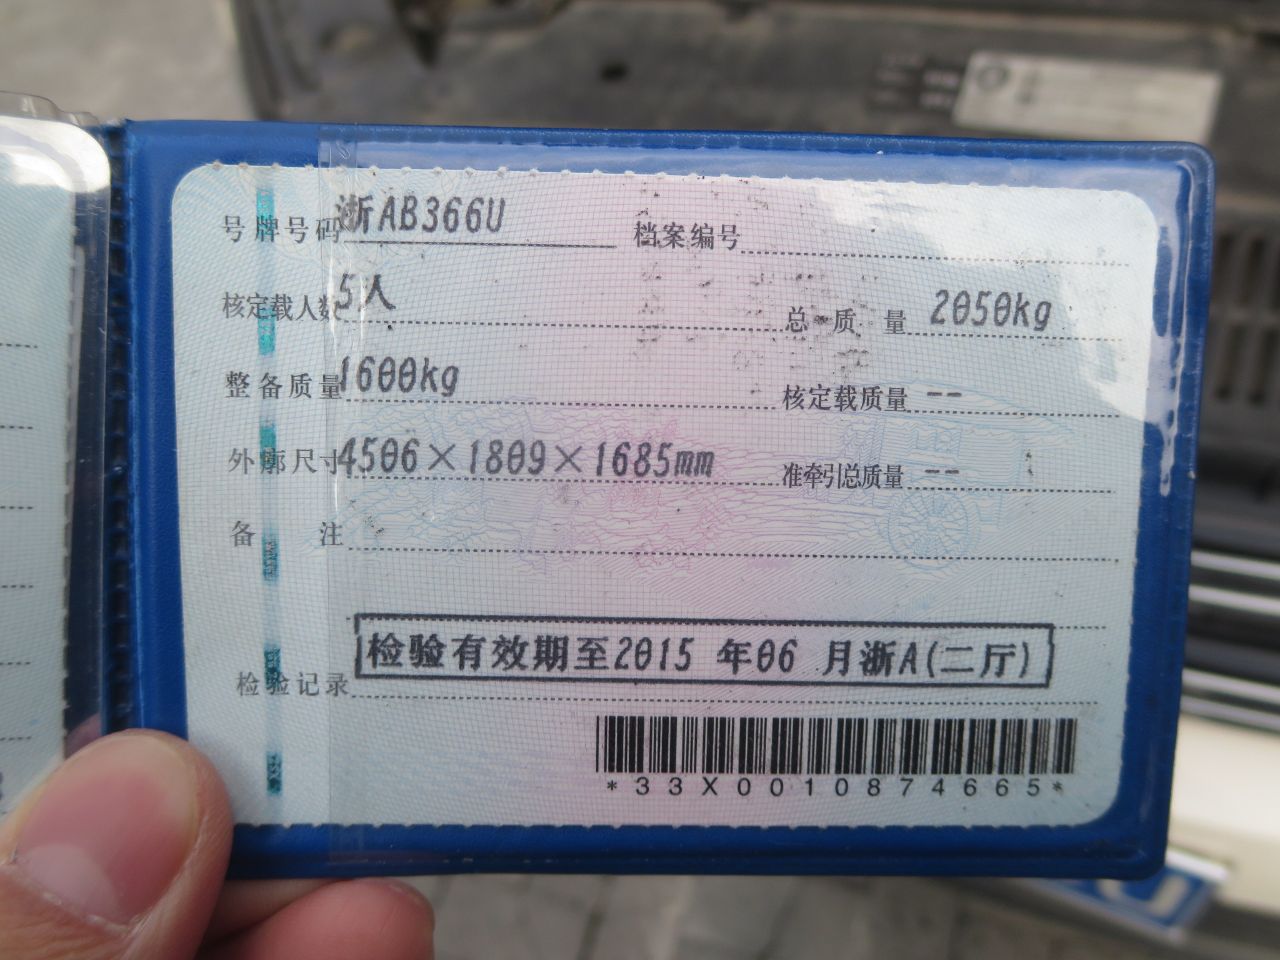 号牌号码 浙AB366U 档案编号
核定载人数 5人 总质量 2050kg
整备质量 1600kg 核定载质量 --
外廓尺寸 4506×1809×1685mm 准牵引总质量 --
备注
检验记录 检验有效期至2015 年06 月浙A(二厅)
*33X0010874665*